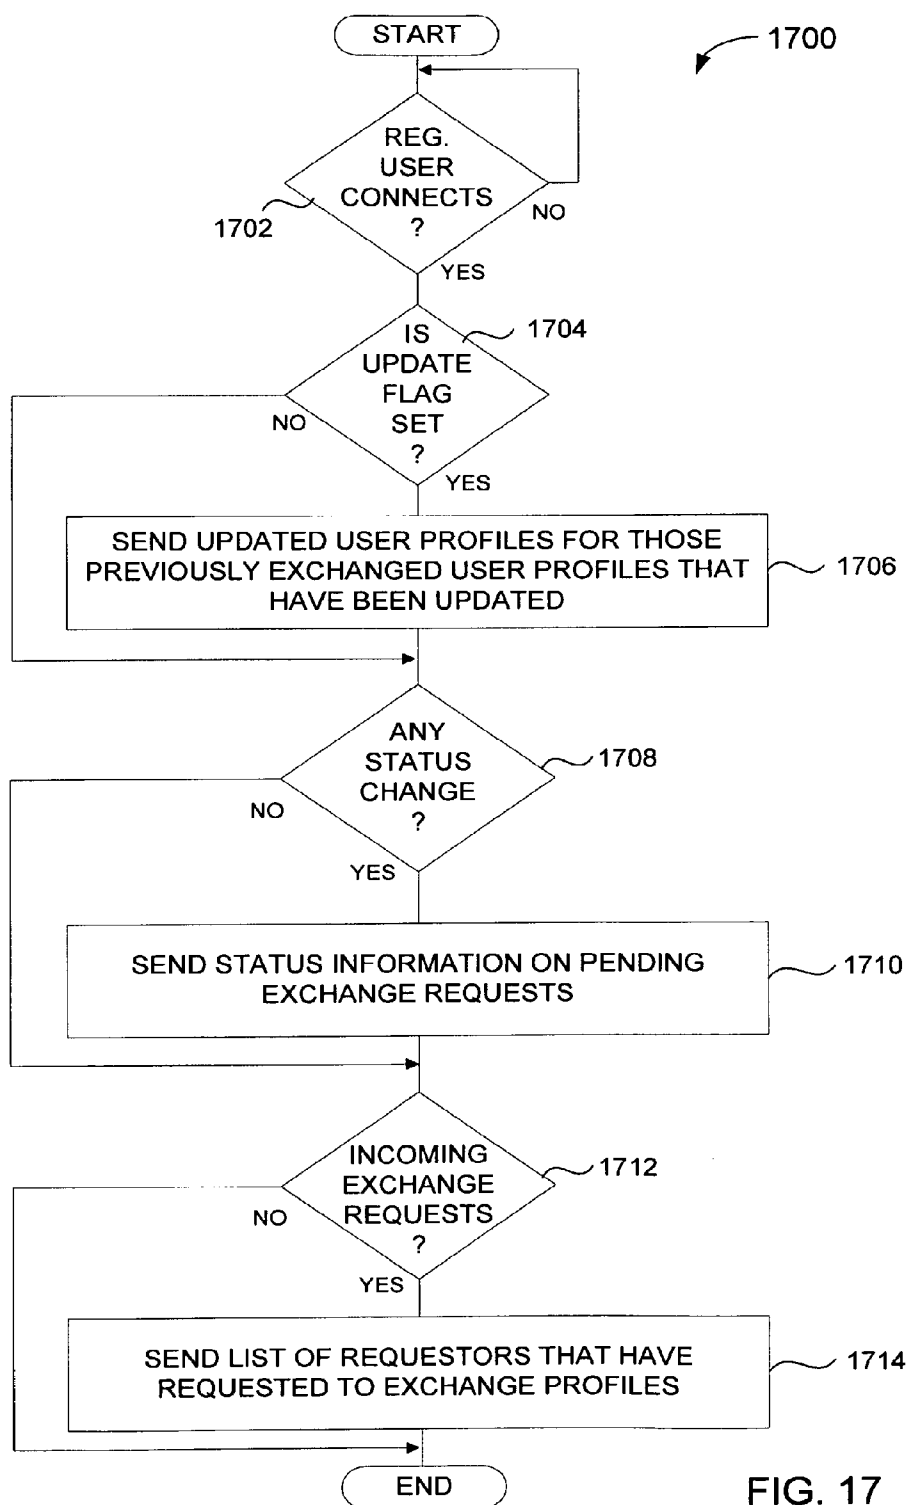 START
1700
REG.
USER
CONNECTS
?
1702
NO
YES
IS
UPDATE
FLAG
SET
?
1704
NO
YES
SEND UPDATED USER PROFILES FOR THOSE
PREVIOUSLY EXCHANGED USER PROFILES THAT
HAVE BEEN UPDATED
1706
ANY
STATUS
CHANGE
?
1708
NO
YES
SEND STATUS INFORMATION ON PENDING
EXCHANGE REQUESTS
1710
INCOMING
EXCHANGE
REQUESTS
?
1712
NO
YES
SEND LIST OF REQUESTORS THAT HAVE
REQUESTED TO EXCHANGE PROFILES
1714
END
FIG. 17